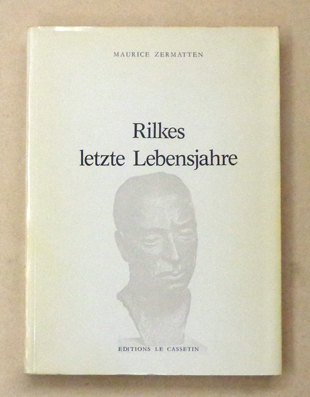 MAURICE ZERMATTEN
Rilkes
letzte Lebensjahre
EDITIONS LE CASSETIN